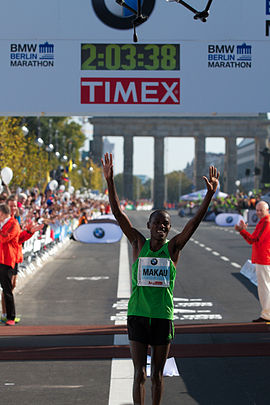 BMW
BERLIN
MARATHON
2:03:38
BMW
BERLIN
MARATHON
TIMEX
MAKAU